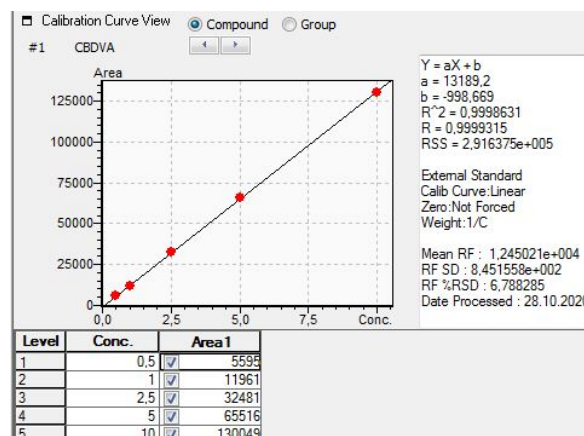 Calibration Curve View Compound Group
#1 CBDVA
Area
125000
100000
75000
50000
25000
0
0,0 2,5 5,0 7,5 Conc.
Y = aX + b
a = 13189,2
b = -998,669
R^2 = 0,9998631
R = 0,9999315
RSS = 2,916375e+005
External Standard
Calib Curve:Linear
Zero:Not Forced
Weight:1/C
Mean RF : 1,245021e+004
RF SD : 8,451558e+002
RF %RSD : 6,788285
Date Processed : 28.10.2020
Level Conc. Area1
1 0,5 5595
2 1 11961
3 2,5 32481
4 5 65516
5 10 130049